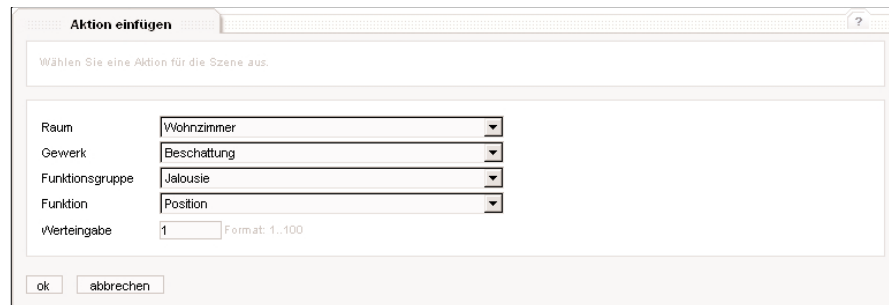 Aktion einfügen
?
Wählen Sie eine Aktion für die Szene aus.
Raum Wohnzimmer
Gewerk Beschattung
Funktionsgruppe Jalousie
Funktion Position
Werteingabe 1 Format: 1..100
ok abbrechen